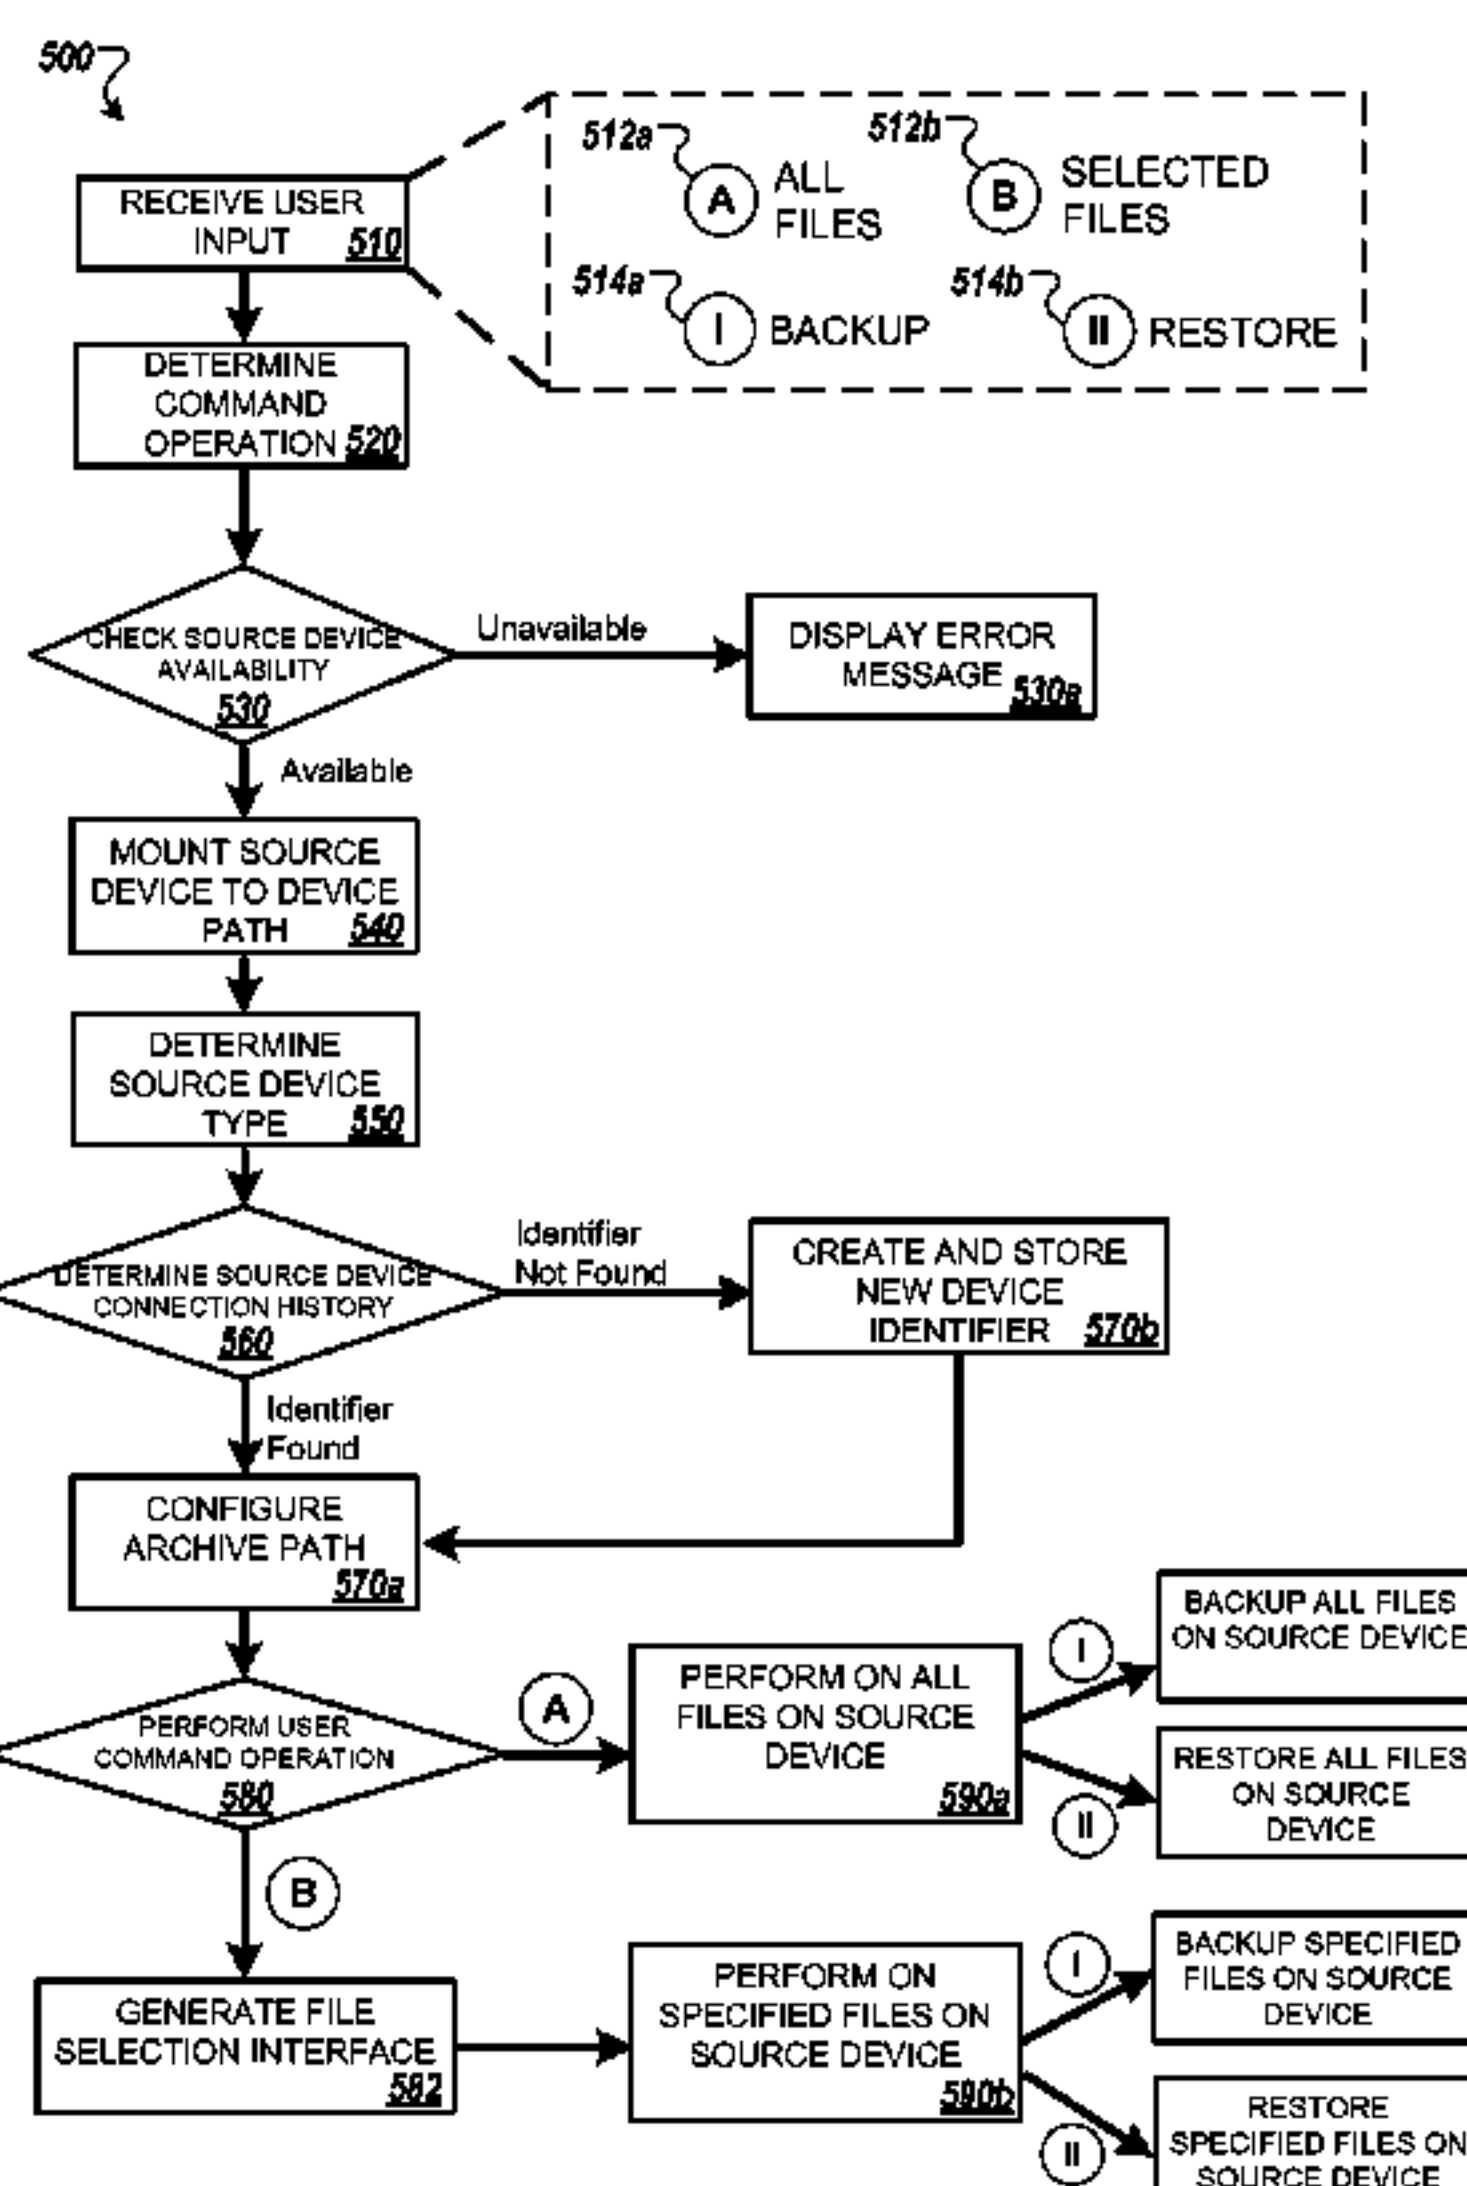 500
512a
A
ALL
FILES
512b
B
SELECTED
FILES
514a
I
BACKUP
514b
II
RESTORE
RECEIVE USER
INPUT 510
DETERMINE
COMMAND
OPERATION 520
CHECK SOURCE DEVICE
AVAILABILITY
530
Unavailable
DISPLAY ERROR
MESSAGE 530a
Available
MOUNT SOURCE
DEVICE TO DEVICE
PATH 540
DETERMINE
SOURCE DEVICE
TYPE 550
DETERMINE SOURCE DEVICE
CONNECTION HISTORY
560
Identifier
Not Found
CREATE AND STORE
NEW DEVICE
IDENTIFIER 570b
Identifier
Found
CONFIGURE
ARCHIVE PATH
570a
PERFORM USER
COMMAND OPERATION
580
A
PERFORM ON ALL
FILES ON SOURCE
DEVICE
590a
I
BACKUP ALL FILES
ON SOURCE DEVICE
II
RESTORE ALL FILES
ON SOURCE
DEVICE
B
GENERATE FILE
SELECTION INTERFACE
582
PERFORM ON
SPECIFIED FILES ON
SOURCE DEVICE
590b
I
BACKUP SPECIFIED
FILES ON SOURCE
DEVICE
II
RESTORE
SPECIFIED FILES ON
SOURCE DEVICE